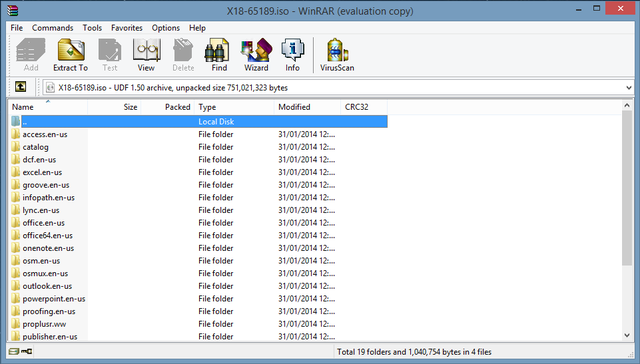 X18-65189.iso - WinRAR (evaluation copy)
File Commands Tools Favorites Options Help
Add Extract To Test View Delete Find Wizard Info VirusScan
X18-65189.iso - UDF 1.50 archive, unpacked size 751,021,323 bytes
Name Size Packed Type Modified CRC32
.. Local Disk
access.en-us File folder 31/01/2014 12:...
catalog File folder 31/01/2014 12:...
dcf.en-us File folder 31/01/2014 12:...
excel.en-us File folder 31/01/2014 12:...
groove.en-us File folder 31/01/2014 12:...
infopath.en-us File folder 31/01/2014 12:...
lync.en-us File folder 31/01/2014 12:...
office.en-us File folder 31/01/2014 12:...
office64.en-us File folder 31/01/2014 12:...
onenote.en-us File folder 31/01/2014 12:...
osm.en-us File folder 31/01/2014 12:...
osmux.en-us File folder 31/01/2014 12:...
outlook.en-us File folder 31/01/2014 12:...
powerpoint.en-us File folder 31/01/2014 12:...
proofing.en-us File folder 31/01/2014 12:...
proplusr.ww File folder 31/01/2014 12:...
publisher.en-us File folder 31/01/2014 12:...
Total 19 folders and 1,040,754 bytes in 4 files